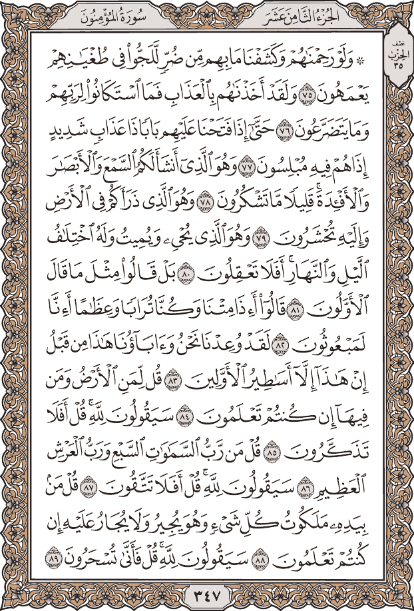 الجزء الثامن عشر
سورة المؤمنون
نصف
الحزب
٣٥
۞ وَلَوْ رَحِمْنَٰهُمْ وَكَشَفْنَا مَا بِهِم مِّن ضُرٍّ لَّلَجُّوا۟ فِى طُغْيَٰنِهِمْ
يَعْمَهُونَ ٧٥ وَلَقَدْ أَخَذْنَٰهُم بِٱلْعَذَابِ فَمَا ٱسْتَكَانُوا۟ لِرَبِّهِمْ
وَمَا يَتَضَرَّعُونَ ٧٦ حَتَّىٰٓ إِذَا فَتَحْنَا عَلَيْهِم بَابًا ذَا عَذَابٍ شَدِيدٍ
إِذَا هُمْ فِيهِ مُبْلِسُونَ ٧٧ وَهُوَ ٱلَّذِىٓ أَنشَأَ لَكُمُ ٱلسَّمْعَ وَٱلْأَبْصَٰرَ
وَٱلْأَفْـِٔدَةَ ۚ قَلِيلًا مَّا تَشْكُرُونَ ٧٨ وَهُوَ ٱلَّذِى ذَرَأَكُمْ فِى ٱلْأَرْضِ
وَإِلَيْهِ تُحْشَرُونَ ٧٩ وَهُوَ ٱلَّذِى يُحْىِۦ وَيُمِيتُ وَلَهُ ٱخْتِلَٰفُ
ٱلَّيْلِ وَٱلنَّهَارِ ۚ أَفَلَا تَعْقِلُونَ ٨٠ بَلْ قَالُوا۟ مِثْلَ مَا قَالَ
ٱلْأَوَّلُونَ ٨١ قَالُوٓا۟ أَءِذَا مِتْنَا وَكُنَّا تُرَابًا وَعِظَٰمًا أَءِنَّا
لَمَبْعُوثُونَ ٨٢ لَقَدْ وُعِدْنَا نَحْنُ وَءَابَآؤُنَا هَٰذَا مِن قَبْلُ
إِنْ هَٰذَآ إِلَّآ أَسَٰطِيرُ ٱلْأَوَّلِينَ ٨٣ قُل لِّمَنِ ٱلْأَرْضُ وَمَن
فِيهَآ إِن كُنتُمْ تَعْلَمُونَ ٨٤ سَيَقُولُونَ لِلَّهِ ۚ قُلْ أَفَلَا
تَذَكَّرُونَ ٨٥ قُلْ مَن رَّبُّ ٱلسَّمَٰوَٰتِ ٱلسَّبْعِ وَرَبُّ ٱلْعَرْشِ
ٱلْعَظِيمِ ٨٦ سَيَقُولُونَ لِلَّهِ ۚ قُلْ أَفَلَا تَتَّقُونَ ٨٧ قُلْ مَنۢ
بِيَدِهِۦ مَلَكُوتُ كُلِّ شَىْءٍ وَهُوَ يُجِيرُ وَلَا يُجَارُ عَلَيْهِ إِن
كُنتُمْ تَعْلَمُونَ ٨٨ سَيَقُولُونَ لِلَّهِ ۚ قُلْ فَأَنَّىٰ تُسْحَرُونَ ٨٩
٣٤٧